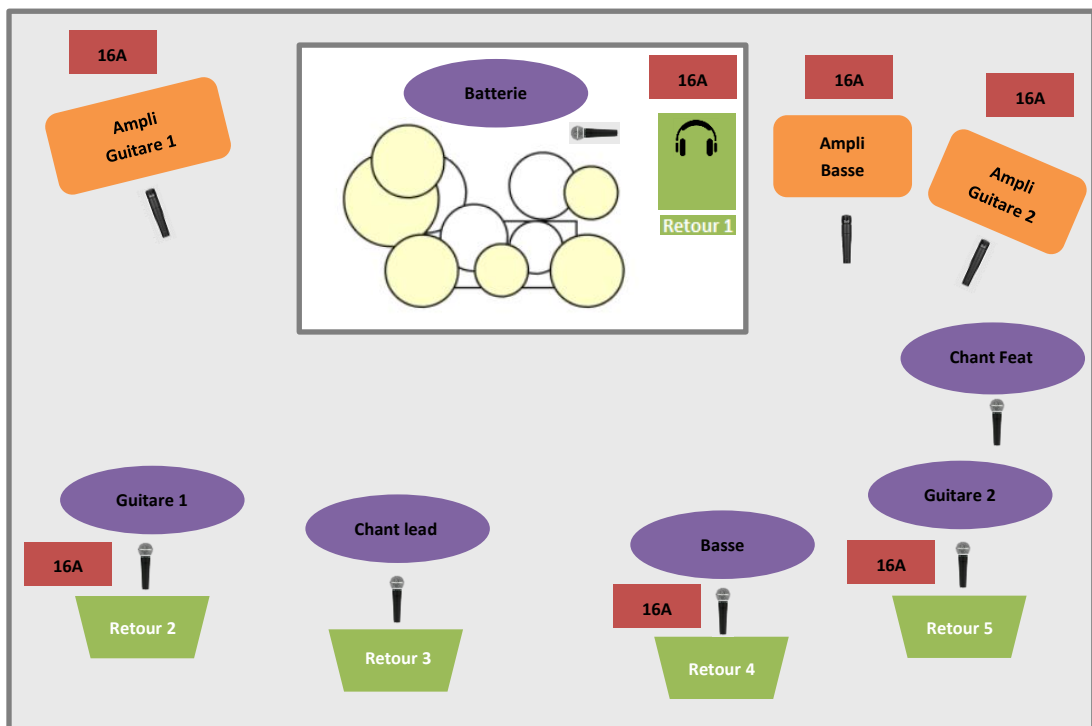 16A
Ampli
Guitare 1
Batterie
16A
Retour 1
16A
Ampli
Basse
16A
Ampli
Guitare 2
Chant Feat
Guitare 1
16A
Retour 2
Chant lead
Retour 3
Basse
16A
Retour 4
Guitare 2
16A
Retour 5